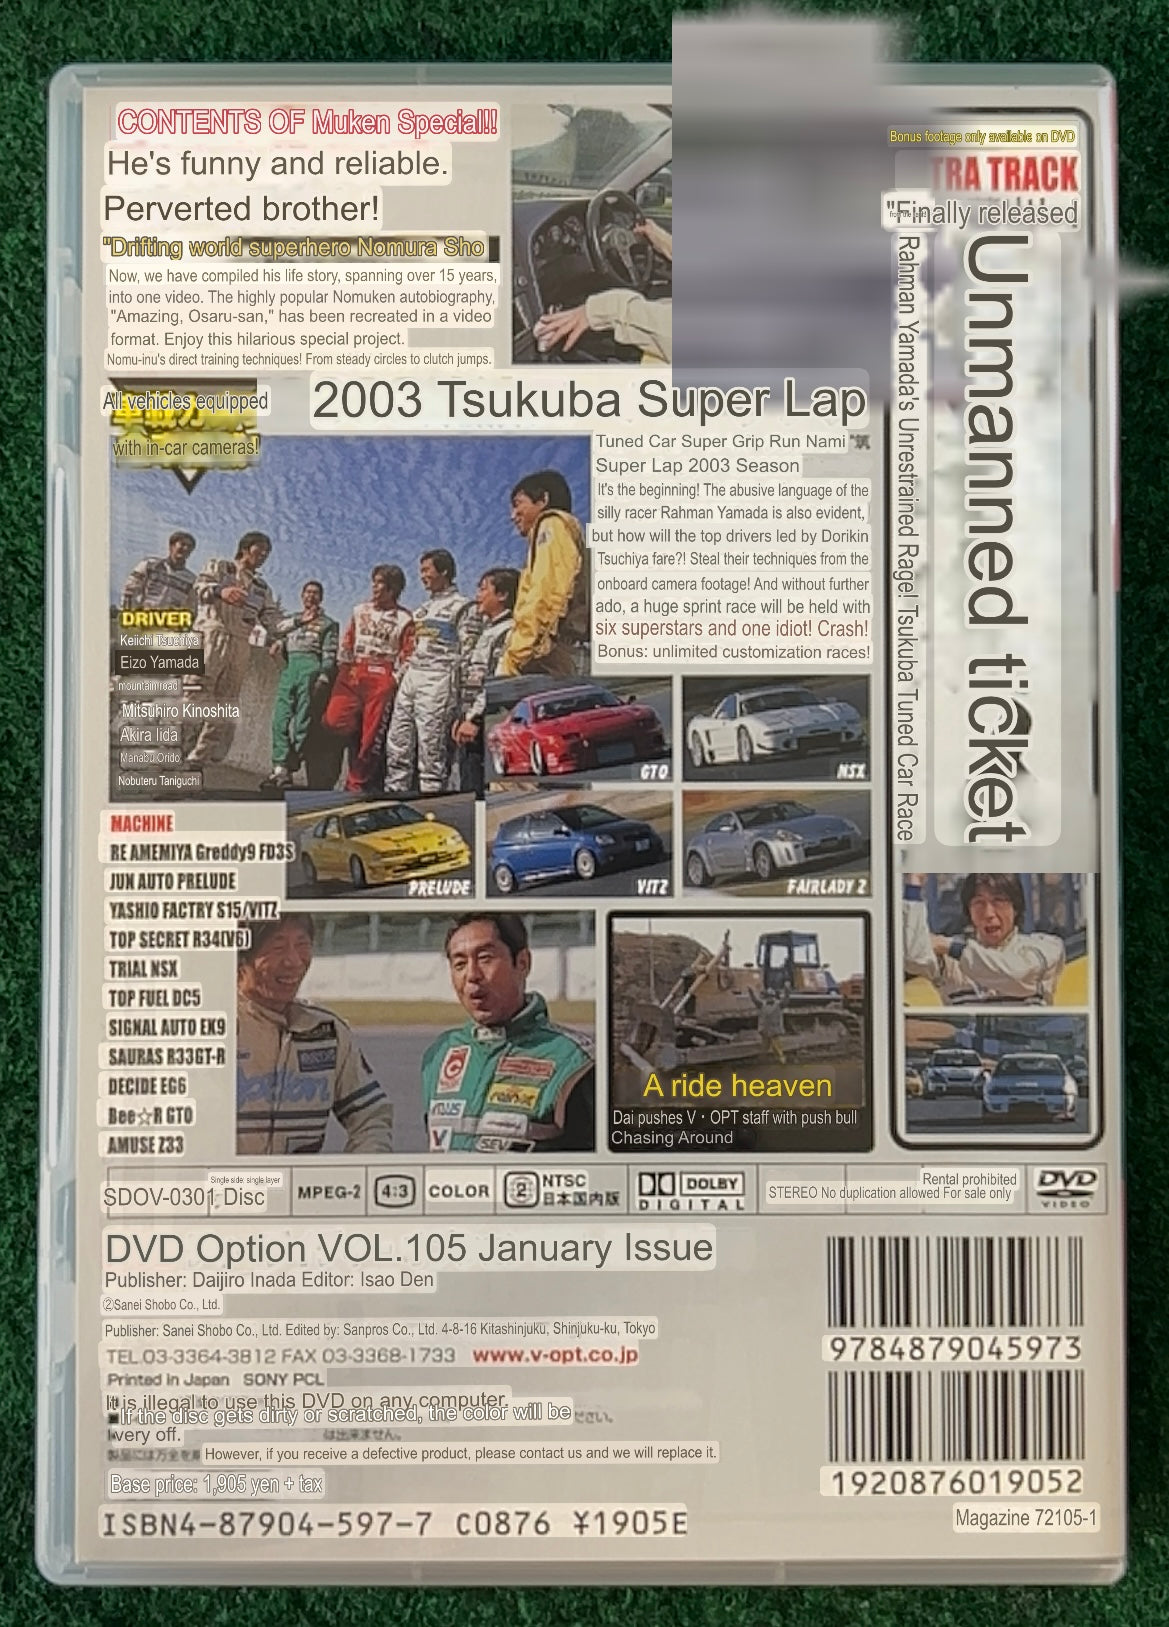 CONTENTS OF Muken Special!!
He's funny and reliable.
Perverted brother!
"Drifting world superhero Nomura Sho
Now, we have compiled his life story, spanning over 15 years,
into one video. The highly popular Nomuken autobiography,
"Amazing, Osaru-san," has been recreated in a video
format. Enjoy this hilarious special project.
Nomu-inu's direct training techniques! From steady circles to clutch jumps.
Bonus footage only available on DVD
TRA TRACK
"Finally released
Unmanned ticket
Rahman Yamada's Unrestrained Rage! Tsukuba Tuned Car Race
All vehicles equipped
with in-car cameras!
2003 Tsukuba Super Lap
Tuned Car Super Grip Run Nami "筑
Super Lap 2003 Season
It's the beginning! The abusive language of the
silly racer Rahman Yamada is also evident,
but how will the top drivers led by Dorikin
Tsuchiya fare?! Steal their techniques from the
onboard camera footage! And without further
ado, a huge sprint race will be held with
six superstars and one idiot! Crash!
Bonus: unlimited customization races!
DRIVER
Keiichi Tsuchiya
Eizo Yamada
mountain road
Mitsuhiro Kinoshita
Akira Iida
Manabu Orido
Nobuteru Taniguchi
GTO
NSX
PRELUDE
VITZ
FAIRLADY Z
MACHINE
RE AMEMIYA Greddy9 FD3S
JUN AUTO PRELUDE
YASHIO FACTRY S15/VITZ
TOP SECRET R34(V6)
TRIAL NSX
TOP FUEL DC5
SIGNAL AUTO EK9
SAURAS R33GT-R
DECIDE EG6
Bee☆R GTO
AMUSE Z33
A ride heaven
Dai pushes V・OPT staff with push bull
Chasing Around
SDOV-0301 Disc
Single side: single layer
MPEG-2
4:3
COLOR
2
NTSC
日本国内版
DOLBY
DIGITAL
STEREO No duplication allowed For sale only
Rental prohibited
DVD
VIDEO
DVD Option VOL.105 January Issue
Publisher: Daijiro Inada Editor: Isao Den
②Sanei Shobo Co., Ltd.
Publisher: Sanei Shobo Co., Ltd. Edited by: Sanpros Co., Ltd. 4-8-16 Kitashinjuku, Shinjuku-ku, Tokyo
TEL.03-3364-3812 FAX 03-3368-1733 www.v-opt.co.jp
Printed in Japan SONY PCL
It is illegal to use this DVD on any computer.
■If the disc gets dirty or scratched, the color will be
very off.
However, if you receive a defective product, please contact us and we will replace it.
Base price: 1,905 yen + tax
ISBN4-87904-597-7 C0876 ¥1905E
9784879045973
1920876019052
Magazine 72105-1